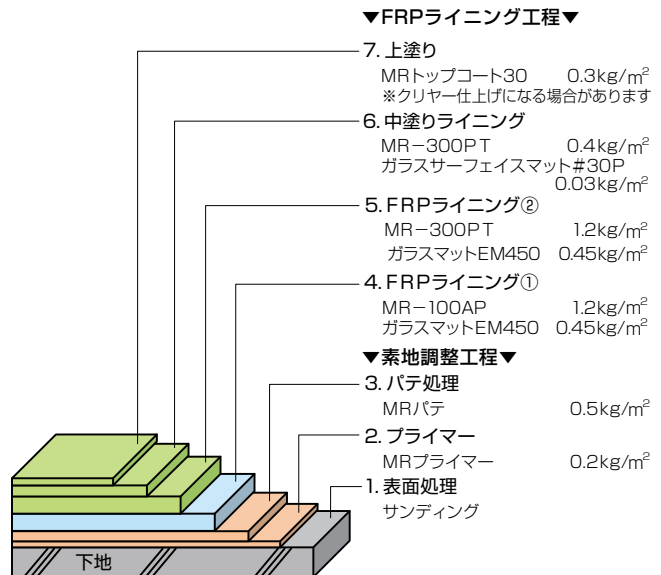 ▼FRPライニング工程▼
7. 上塗り
MRトップコート30 0.3kg/m²
※クリヤー仕上げになる場合があります
6. 中塗りライニング
MR－300PT 0.4kg/m²
ガラスサーフェイスマット#30P
0.03kg/m²
5. FRPライニング②
MR－300PT 1.2kg/m²
ガラスマットEM450 0.45kg/m²
4. FRPライニング①
MR－100AP 1.2kg/m²
ガラスマットEM450 0.45kg/m²
▼素地調整工程▼
3. パテ処理
MRパテ 0.5kg/m²
2. プライマー
MRプライマー 0.2kg/m²
1. 表面処理
サンディング
下地